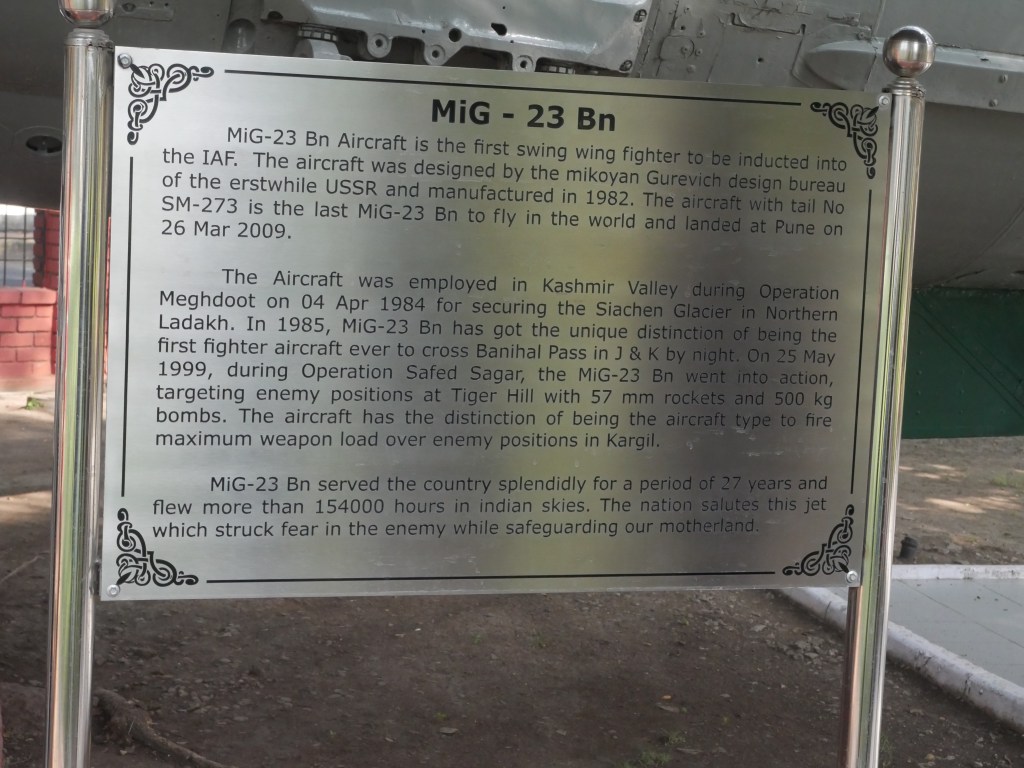 MiG - 23 Bn
MiG-23 Bn Aircraft is the first swing wing fighter to be inducted into
the IAF. The aircraft was designed by the mikoyan Gurevich design bureau
of the erstwhile USSR and manufactured in 1982. The aircraft with tail No
SM-273 is the last MiG-23 Bn to fly in the world and landed at Pune on
26 Mar 2009.
The Aircraft was employed in Kashmir Valley during Operation
Meghdoot on 04 Apr 1984 for securing the Siachen Glacier in Northern
Ladakh. In 1985, MiG-23 Bn has got the unique distinction of being the
first fighter aircraft ever to cross Banihal Pass in J & K by night. On 25 May
1999, during Operation Safed Sagar, the MiG-23 Bn went into action,
targeting enemy positions at Tiger Hill with 57 mm rockets and 500 kg
bombs. The aircraft has the distinction of being the aircraft type to fire
maximum weapon load over enemy positions in Kargil.
MiG-23 Bn served the country splendidly for a period of 27 years and
flew more than 154000 hours in indian skies. The nation salutes this jet
which struck fear in the enemy while safeguarding our motherland.